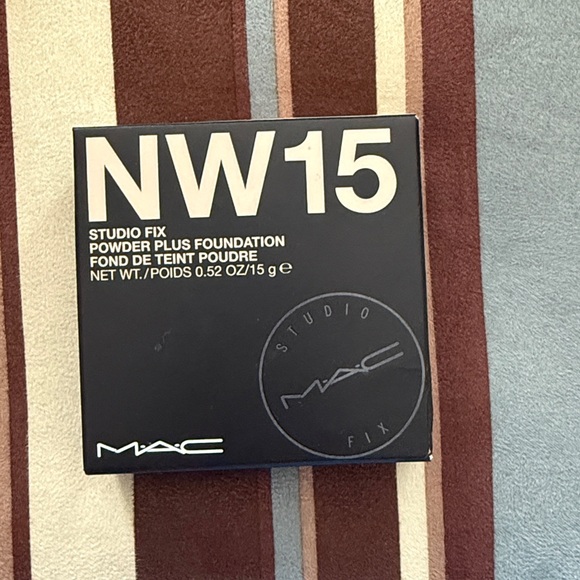 NW15
STUDIO FIX
POWDER PLUS FOUNDATION
FOND DE TEINT POUDRE
NET WT./POIDS 0.52 OZ/15 g ℮
STUDIO
M·A·C
FIX
M·A·C